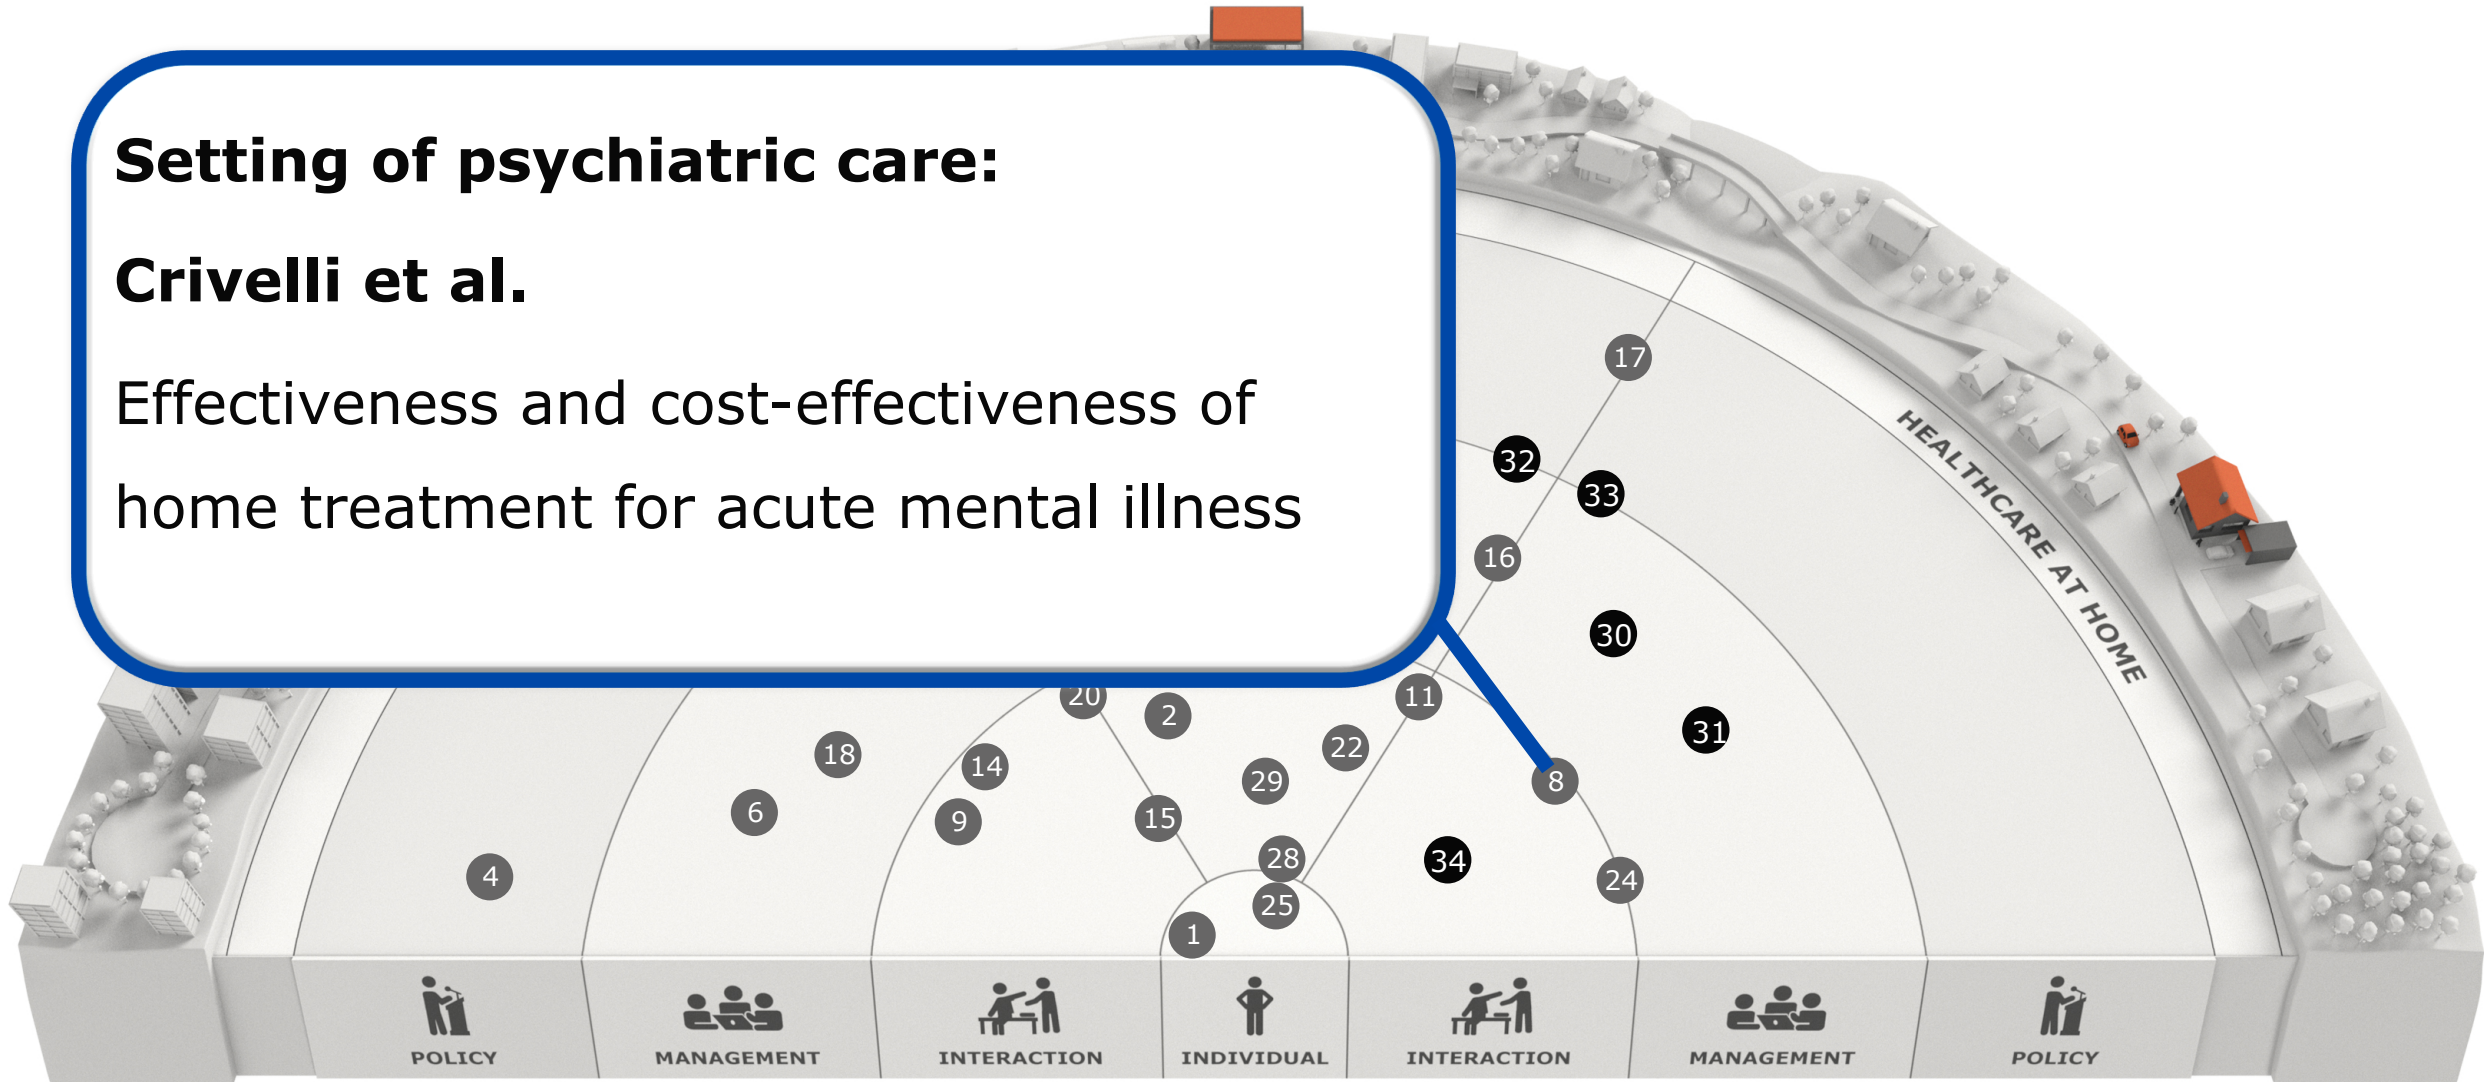 Setting of psychiatric care:
Crivelli et al.
Effectiveness and cost-effectiveness of
home treatment for acute mental illness
17
HEALTHCARE AT HOME
32
33
16
30
31
20
2
11
18
14
22
6
9
29
8
15
4
28
34
24
25
1
POLICY
MANAGEMENT
INTERACTION
INDIVIDUAL
INTERACTION
MANAGEMENT
POLICY